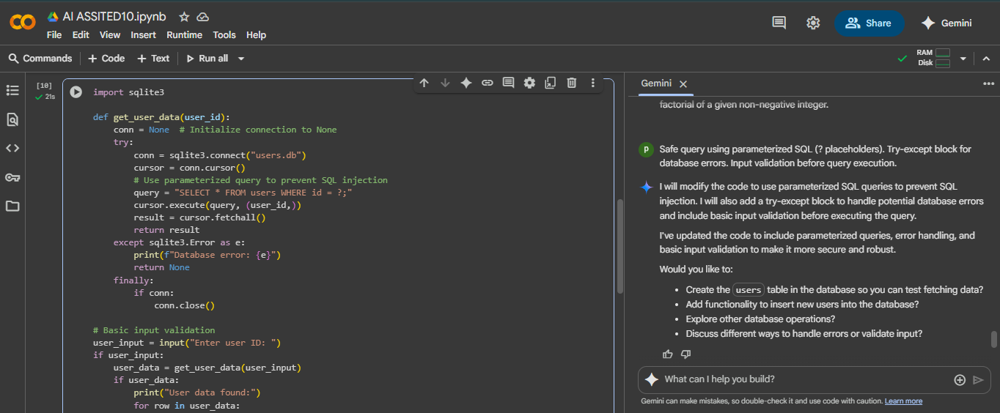 AI ASSITED10.ipynb
File Edit View Insert Runtime Tools Help
Share
Gemini
Commands + Code + Text Run all
RAM
Disk
[10]
21s
import sqlite3
def get_user_data(user_id):
conn = None # Initialize connection to None
try:
conn = sqlite3.connect("users.db")
cursor = conn.cursor()
# Use parameterized query to prevent SQL injection
query = "SELECT * FROM users WHERE id = ?;"
cursor.execute(query, (user_id,))
result = cursor.fetchall()
return result
except sqlite3.Error as e:
print(f"Database error: {e}")
return None
finally:
if conn:
conn.close()
# Basic input validation
user_input = input("Enter user ID: ")
if user_input:
user_data = get_user_data(user_input)
if user_data:
print("User data found:")
for row in user_data:
Gemini
factorial of a given non-negative integer.
P
Safe query using parameterized SQL (? placeholders). Try-except block for
database errors. Input validation before query execution.
I will modify the code to use parameterized SQL queries to prevent SQL
injection. I will also add a try-except block to handle potential database errors
and include basic input validation before executing the query.
I've updated the code to include parameterized queries, error handling, and
basic input validation to make it more secure and robust.
Would you like to:
• Create the users table in the database so you can test fetching data?
• Add functionality to insert new users into the database?
• Explore other database operations?
• Discuss different ways to handle errors or validate input?
What can I help you build?
Gemini can make mistakes, so double-check it and use code with caution. Learn more